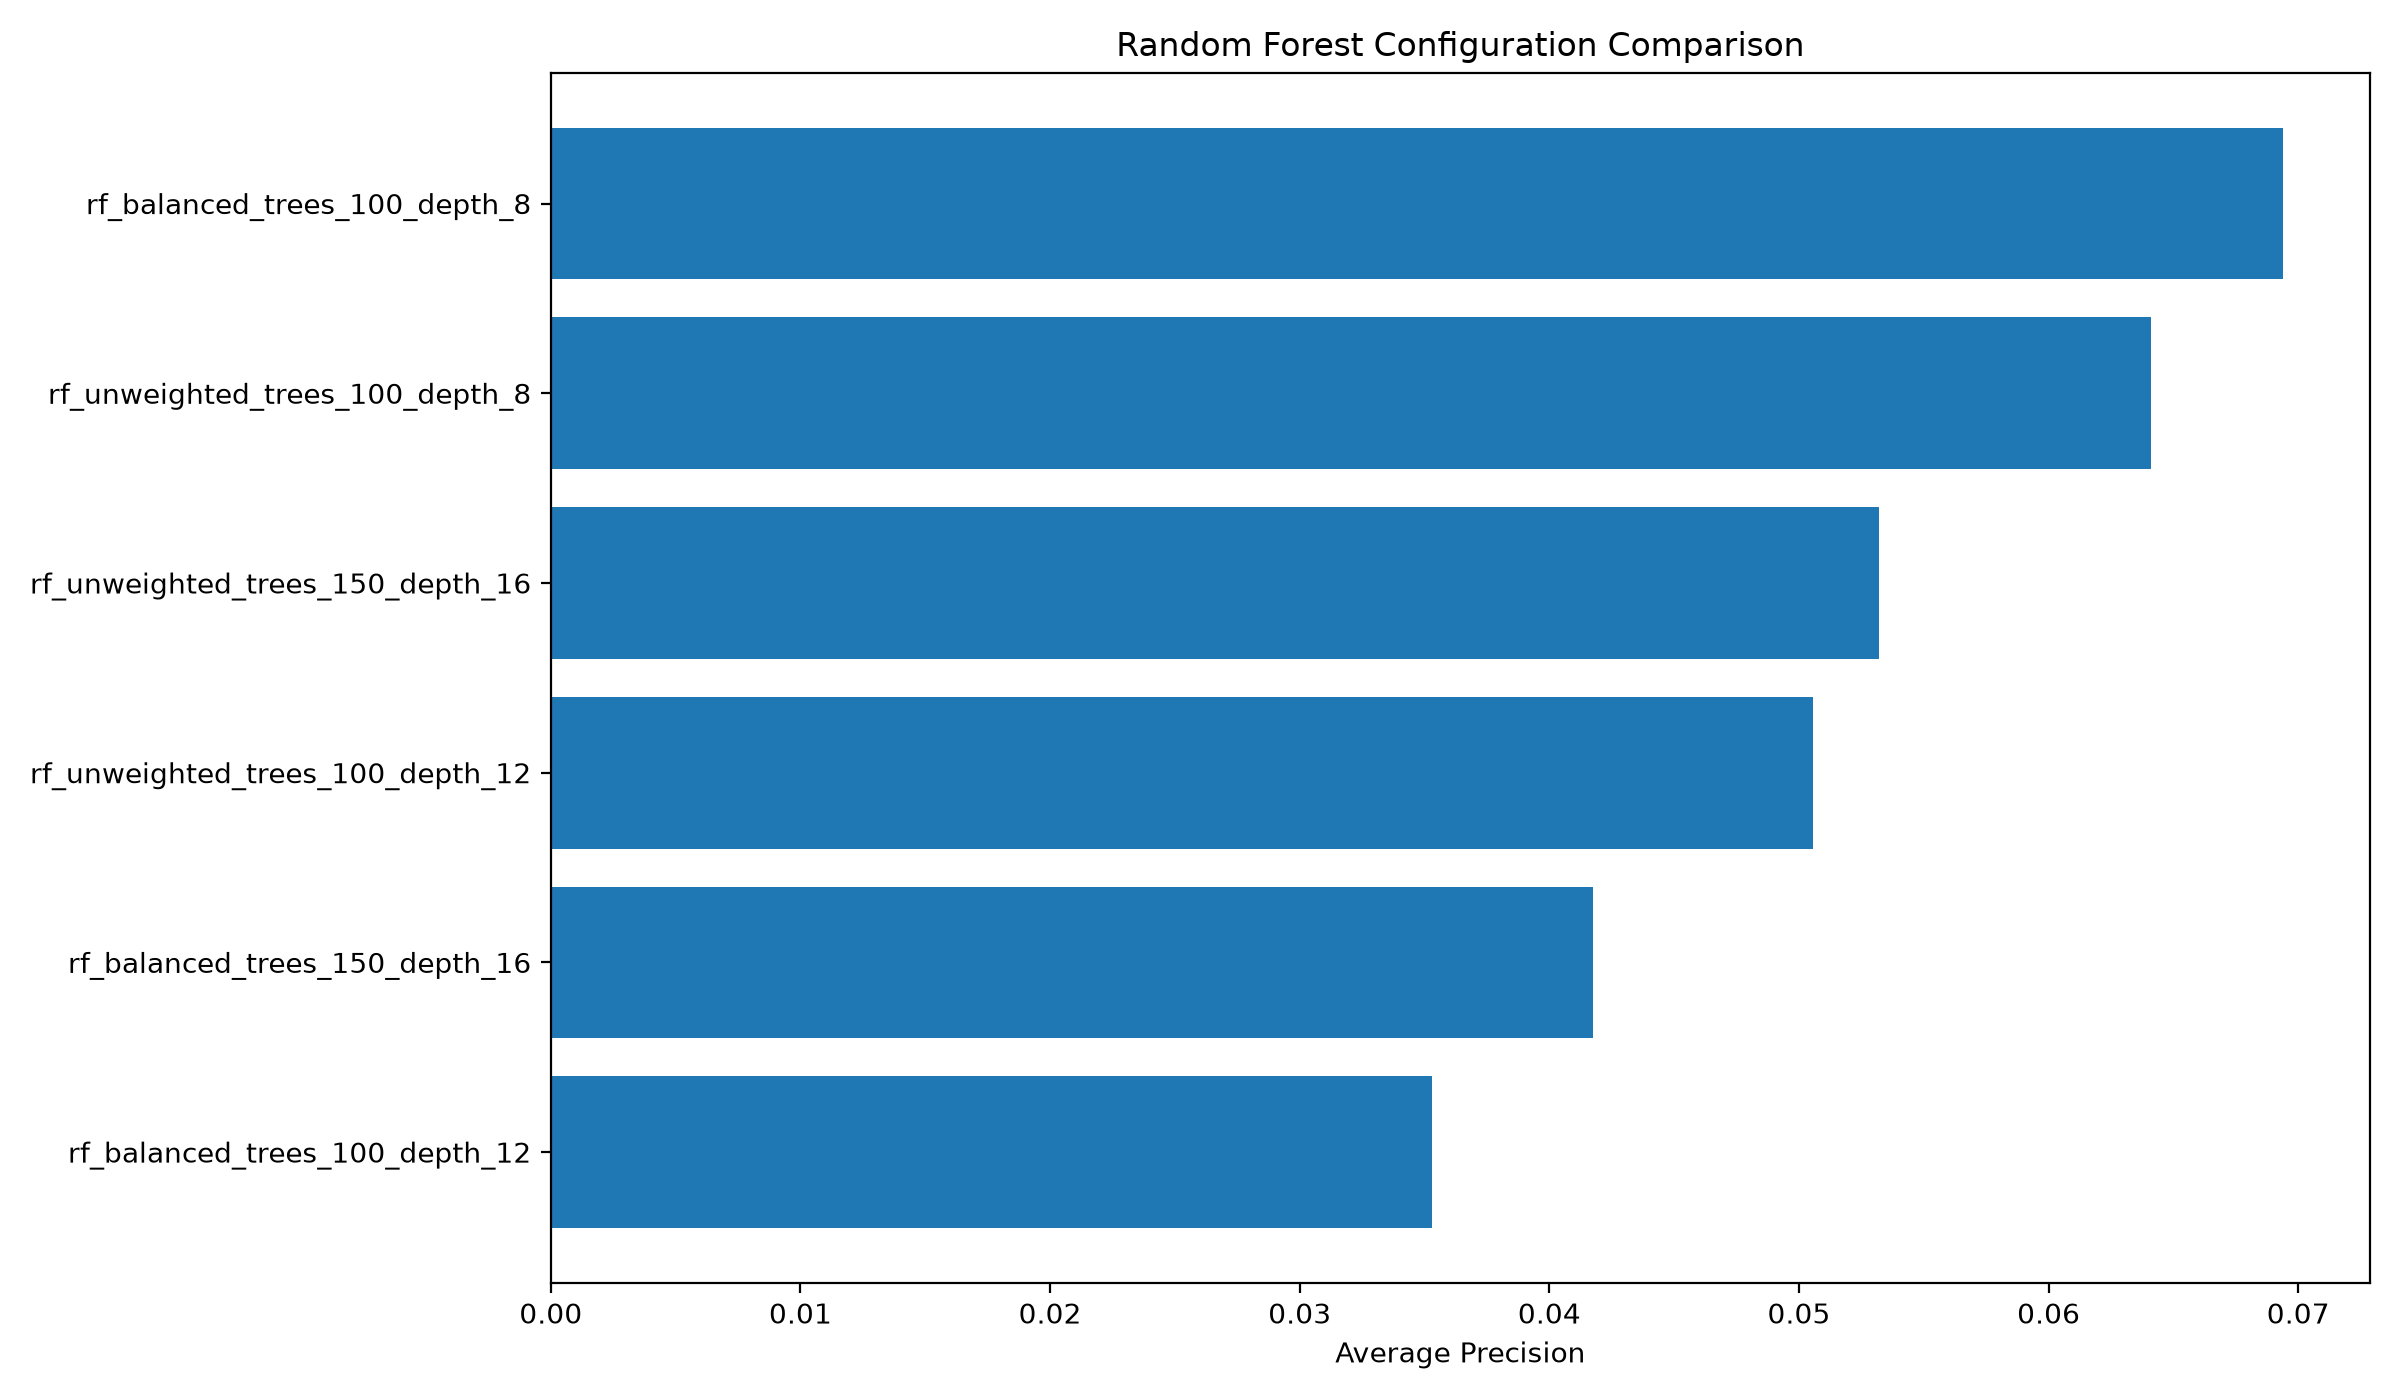 Random Forest Configuration Comparison
rf_balanced_trees_100_depth_8
rf_unweighted_trees_100_depth_8
rf_unweighted_trees_150_depth_16
rf_unweighted_trees_100_depth_12
rf_balanced_trees_150_depth_16
rf_balanced_trees_100_depth_12
0.00 0.01 0.02 0.03 0.04 0.05 0.06 0.07
Average Precision